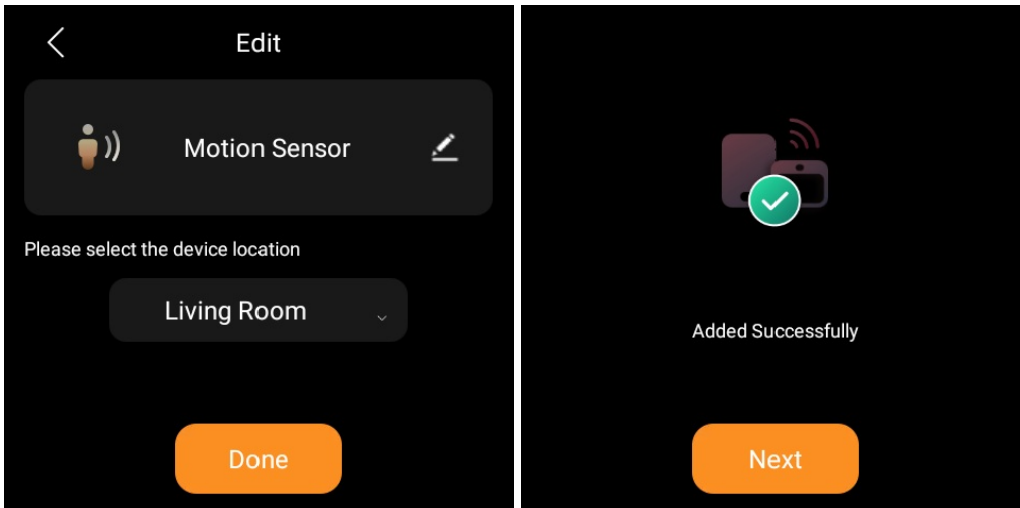 Edit
Motion Sensor
Please select the device location
Living Room
Done
Added Successfully
Next